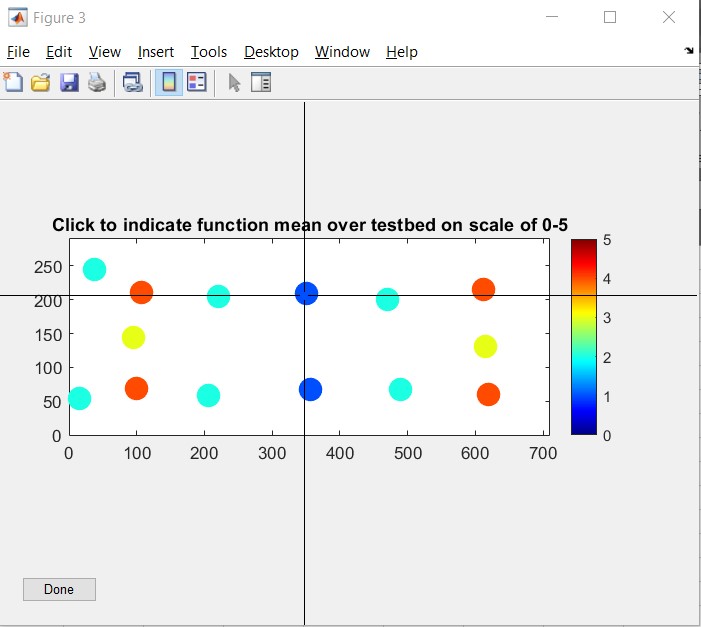 Figure 3
File Edit View Insert Tools Desktop Window Help
Click to indicate function mean over testbed on scale of 0-5
250
200
150
100
50
0
0 100 200 300 400 500 600 700
5
4
3
2
1
0
Done